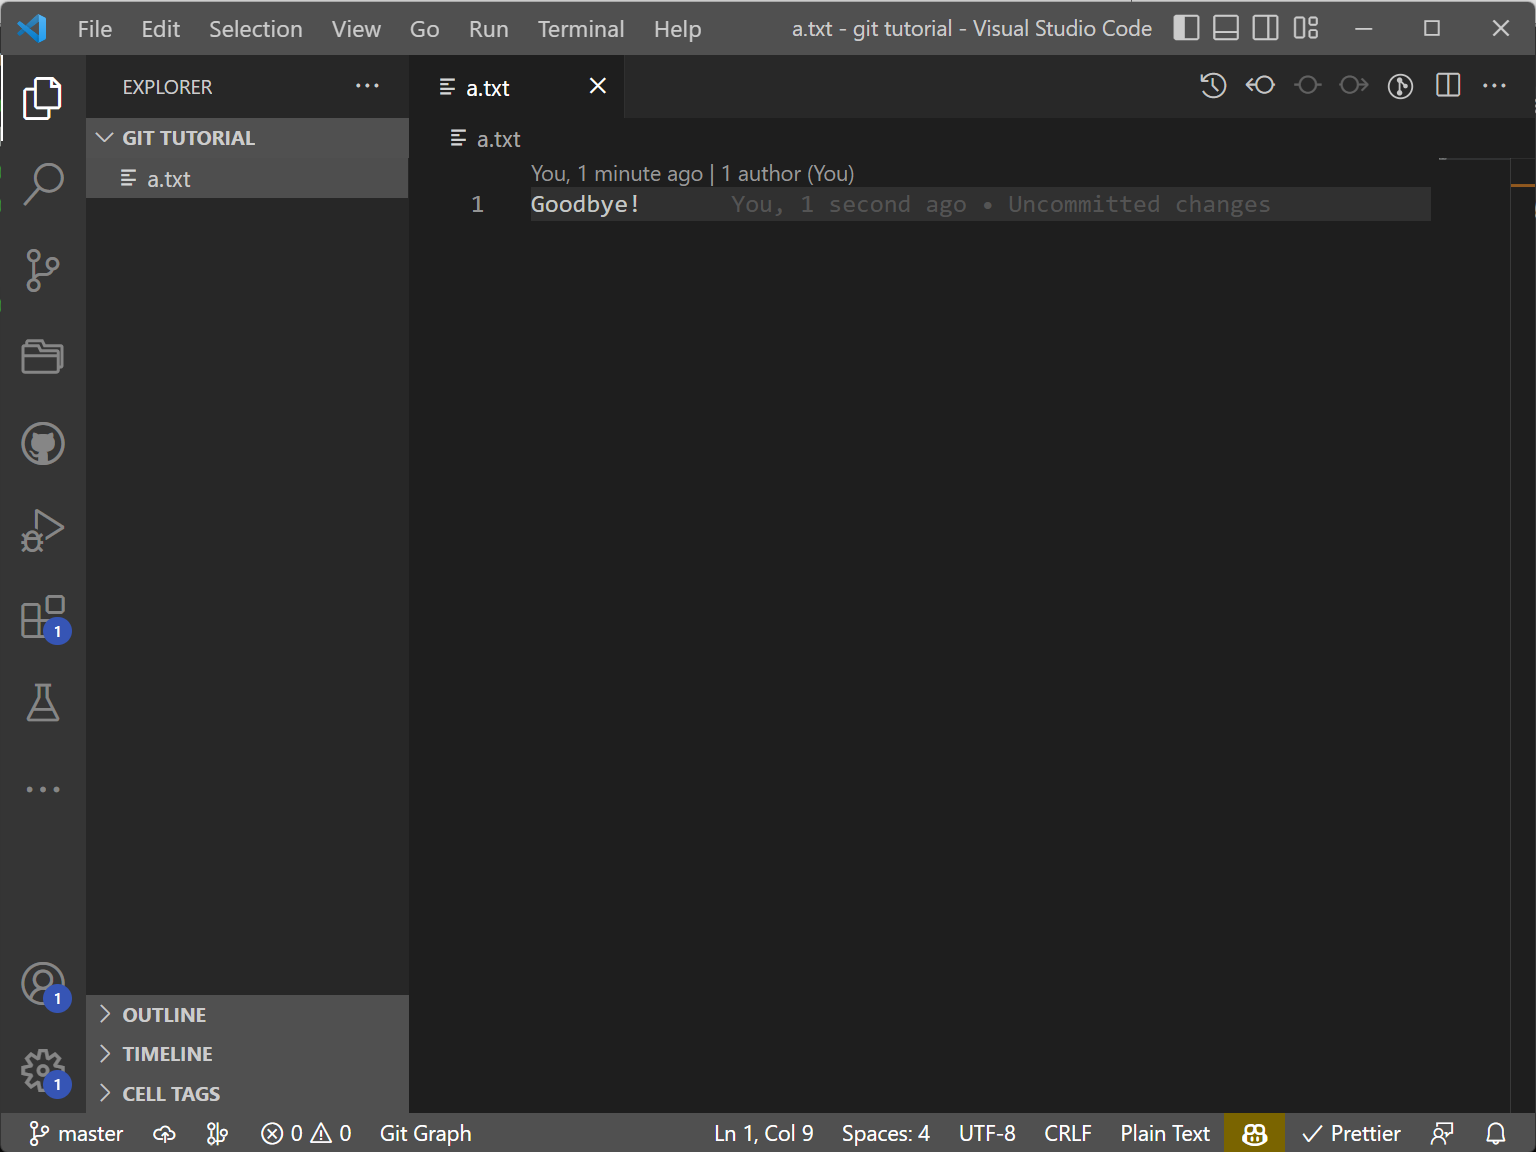 File Edit Selection View Go Run Terminal Help a.txt - git tutorial - Visual Studio Code
EXPLORER
GIT TUTORIAL
a.txt
a.txt
a.txt
You, 1 minute ago | 1 author (You)
1 Goodbye! You, 1 second ago • Uncommitted changes
1
1
1
OUTLINE
TIMELINE
CELL TAGS
master 0 0 Git Graph Ln 1, Col 9 Spaces: 4 UTF-8 CRLF Plain Text Prettier